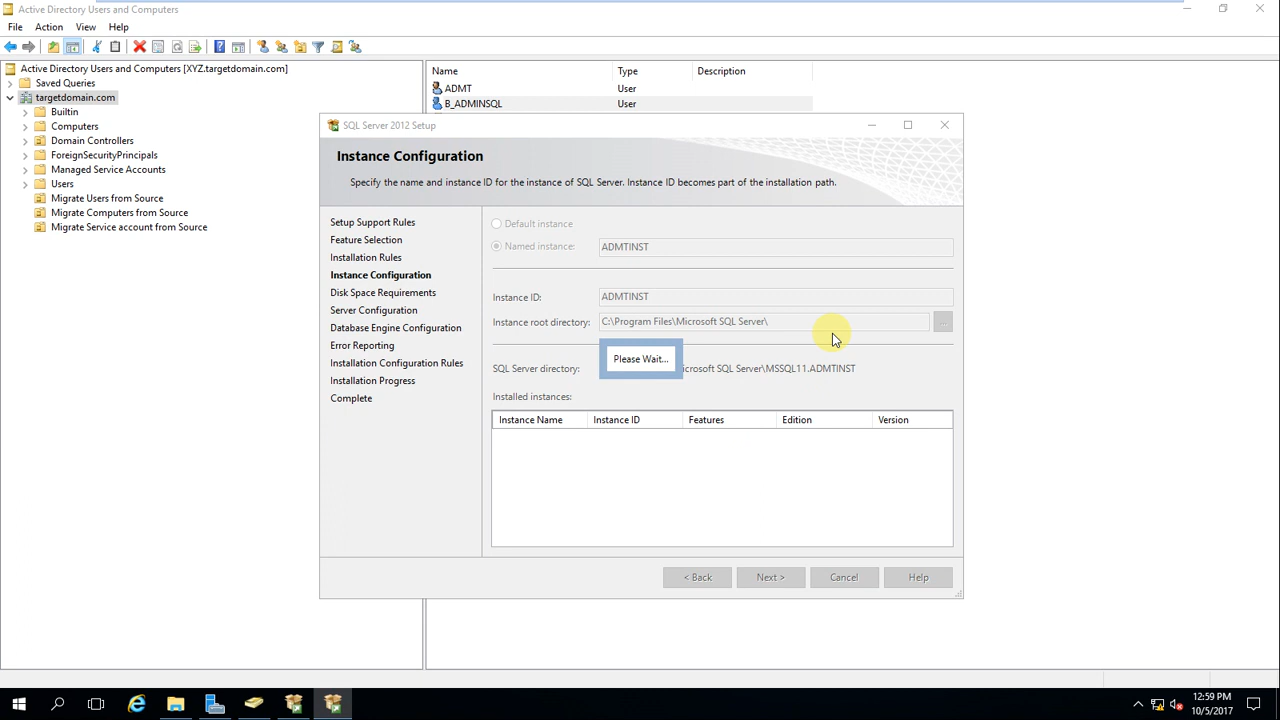 Active Directory Users and Computers
File Action View Help
Active Directory Users and Computers [XYZ.targetdomain.com]
Saved Queries
targetdomain.com
Builtin
Computers
Domain Controllers
ForeignSecurityPrincipals
Managed Service Accounts
Users
Migrate Users from Source
Migrate Computers from Source
Migrate Service account from Source
Name Type Description
ADMT User
B_ADMINSQL User
SQL Server 2012 Setup
Instance Configuration
Specify the name and instance ID for the instance of SQL Server. Instance ID becomes part of the installation path.
Setup Support Rules
Feature Selection
Installation Rules
Instance Configuration
Disk Space Requirements
Server Configuration
Database Engine Configuration
Error Reporting
Installation Configuration Rules
Installation Progress
Complete
Default instance
Named instance: ADMTINST
Instance ID: ADMTINST
Instance root directory: C:\Program Files\Microsoft SQL Server\ ...
Please Wait...
SQL Server directory: icrosoft SQL Server\MSSQL11.ADMTINST
Installed instances:
Instance Name Instance ID Features Edition Version
< Back Next > Cancel Help
12:59 PM
10/5/2017